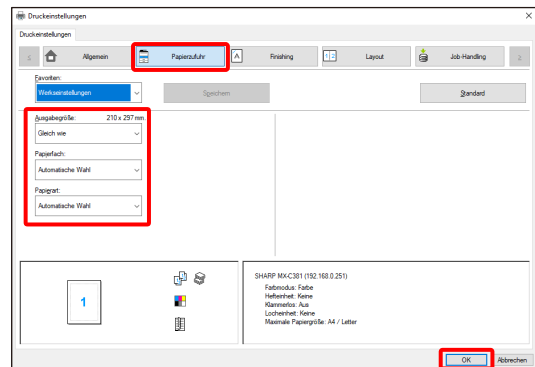 Druckeinstellungen
Druckeinstellungen
Allgemein
Papierzufuhr
A
Finishing
1 2
Layout
Job-Handling
Favoriten:
Werkseinstellungen
Speichern
Standard
Ausgabegröße: 210 x 297 mm
Gleich wie
Papierfach:
Automatische Wahl
Papierart:
Automatische Wahl
1
SHARP MX-C381 (192.168.0.251)
Farbmodus: Farbe
Hefteinheit: Keine
Klammerlos: Aus
Locheinheit: Keine
Maximale Papiergröße: A4 / Letter
OK
Abbrechen